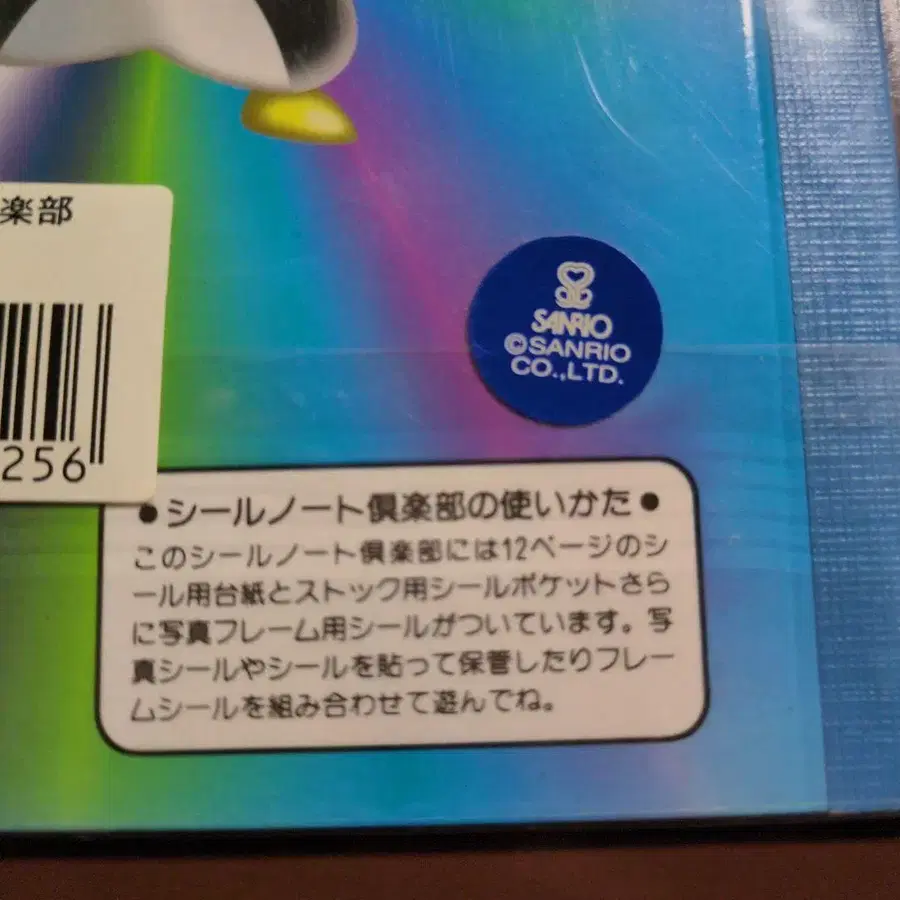 楽部
256
SANRIO
©SANRIO
CO.,LTD.
●シールノート倶楽部の使いかた●
このシールノート倶楽部には12ページのシ
ール用台紙とストック用シールポケットさら
に写真フレーム用シールがついています。写
真シールやシールを貼って保管したりフレー
ムシールを組み合わせて遊んでね。